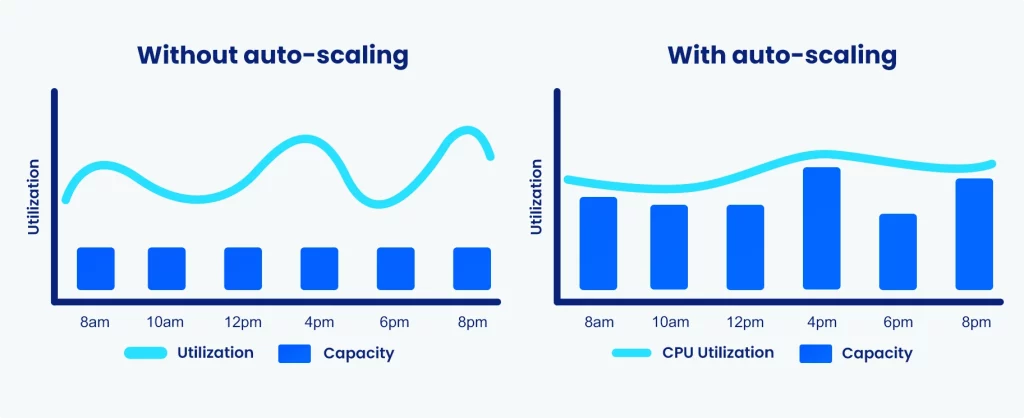 Without auto-scaling
Utilization
8am 10am 12pm 4pm 6pm 8pm
Utilization Capacity
With auto-scaling
Utilization
8am 10am 12pm 4pm 6pm 8pm
CPU Utilization Capacity